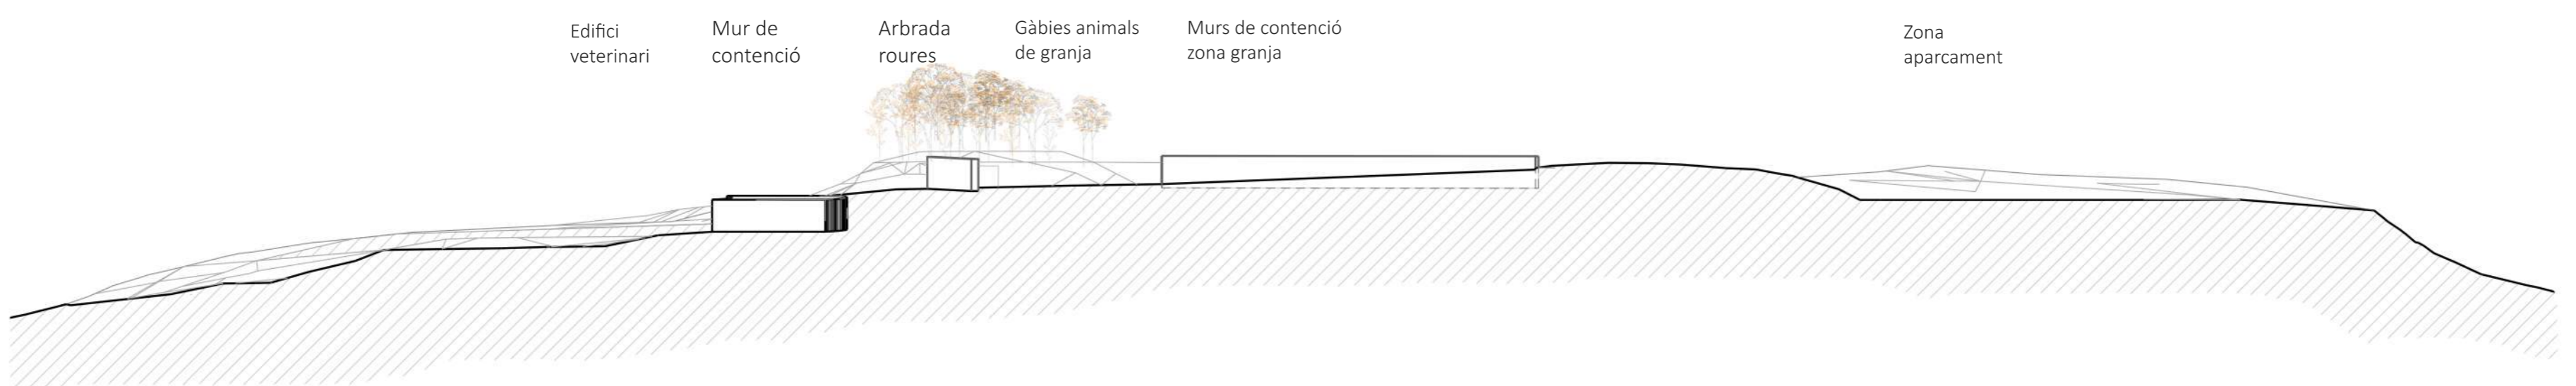 Edifici
veterinari
Mur de
contenció
Arbrada
roures
Gàbies animals
de granja
Murs de contenció
zona granja
Zona
aparcament